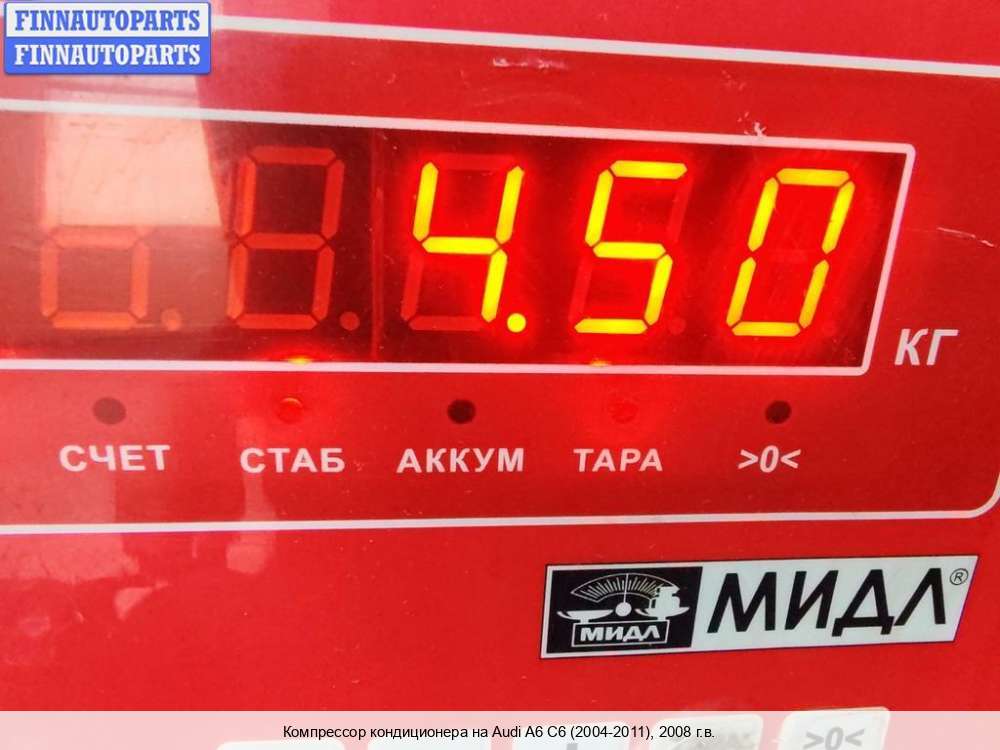 FINNAUTOPARTS
FINNAUTOPARTS
4.50
КГ
СЧЕТ СТАБ АККУМ ТАРА >0<
МИДЛ МИДЛ®
>0<
Компрессор кондиционера на Audi A6 C6 (2004-2011), 2008 г.в.